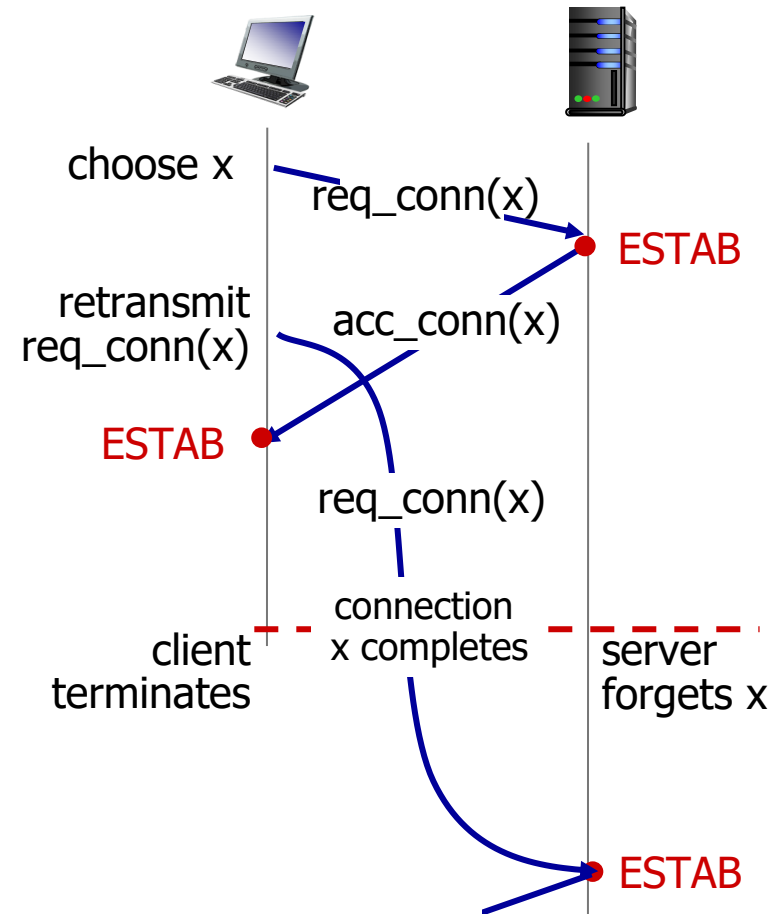 choose x
req_conn(x)
ESTAB
retransmit
req_conn(x)
acc_conn(x)
ESTAB
req_conn(x)
connection
x completes
client
terminates
server
forgets x
ESTAB